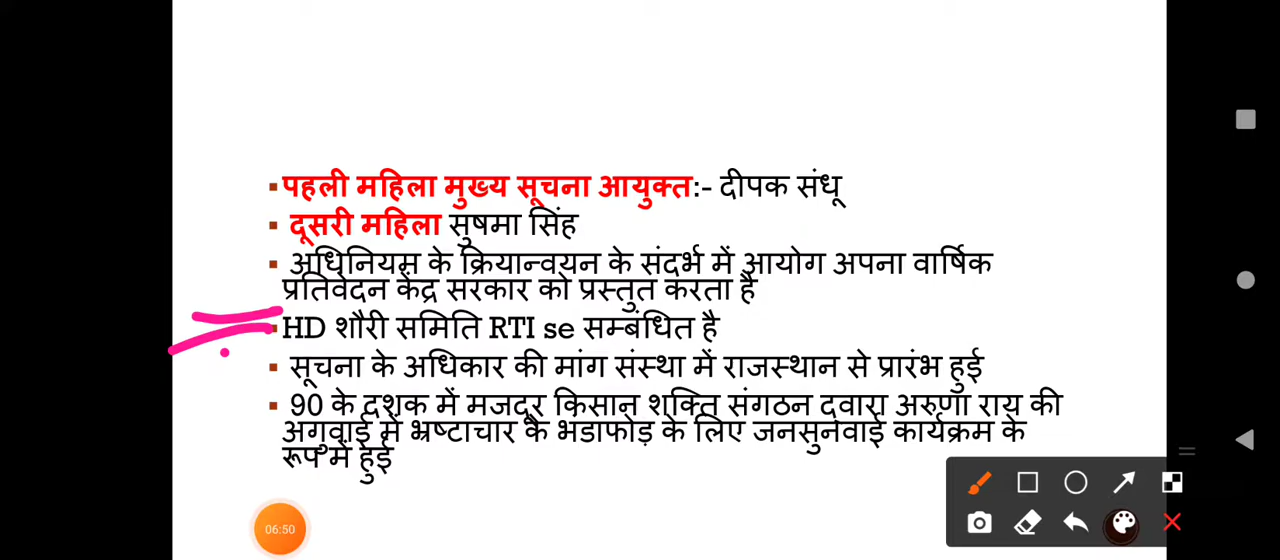 ▪पहली महिला मुख्य सूचना आयुक्त:- दीपक संधू
▪ दूसरी महिला सुषमा सिंह
▪ अधिनियम के क्रियान्वयन के संदर्भ में आयोग अपना वार्षिक
प्रतिवेदन केंद्र सरकार को प्रस्तुत करता है
▪HD शौरी समिति RTI se सम्बंधित है
▪ सूचना के अधिकार की मांग संस्था में राजस्थान से प्रारंभ हुई
▪ 90 के दशक में मजदूर किसान शक्ति संगठन दवारा अरुणा राय की
अगुवाई में भ्रष्टाचार के भंडाफोड़ के लिए जनसुनवाई कार्यक्रम के
रूप में हुई
06:50